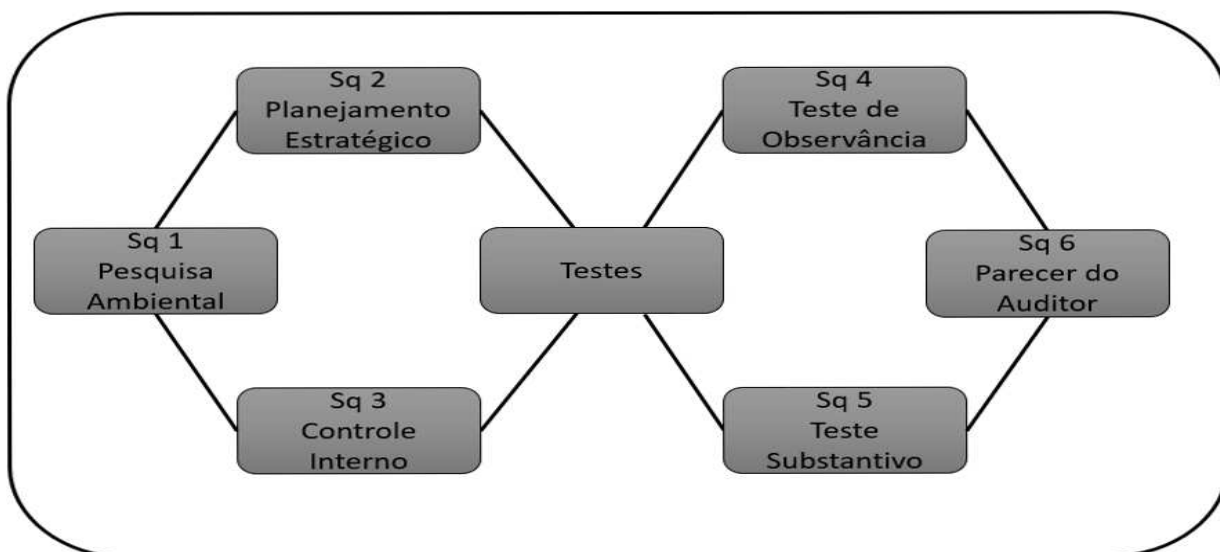 Sq 2
Planejamento
Estratégico
Sq 4
Teste de
Observância
Sq 1
Pesquisa
Ambiental
Testes
Sq 6
Parecer do
Auditor
Sq 3
Controle
Interno
Sq 5
Teste
Substantivo